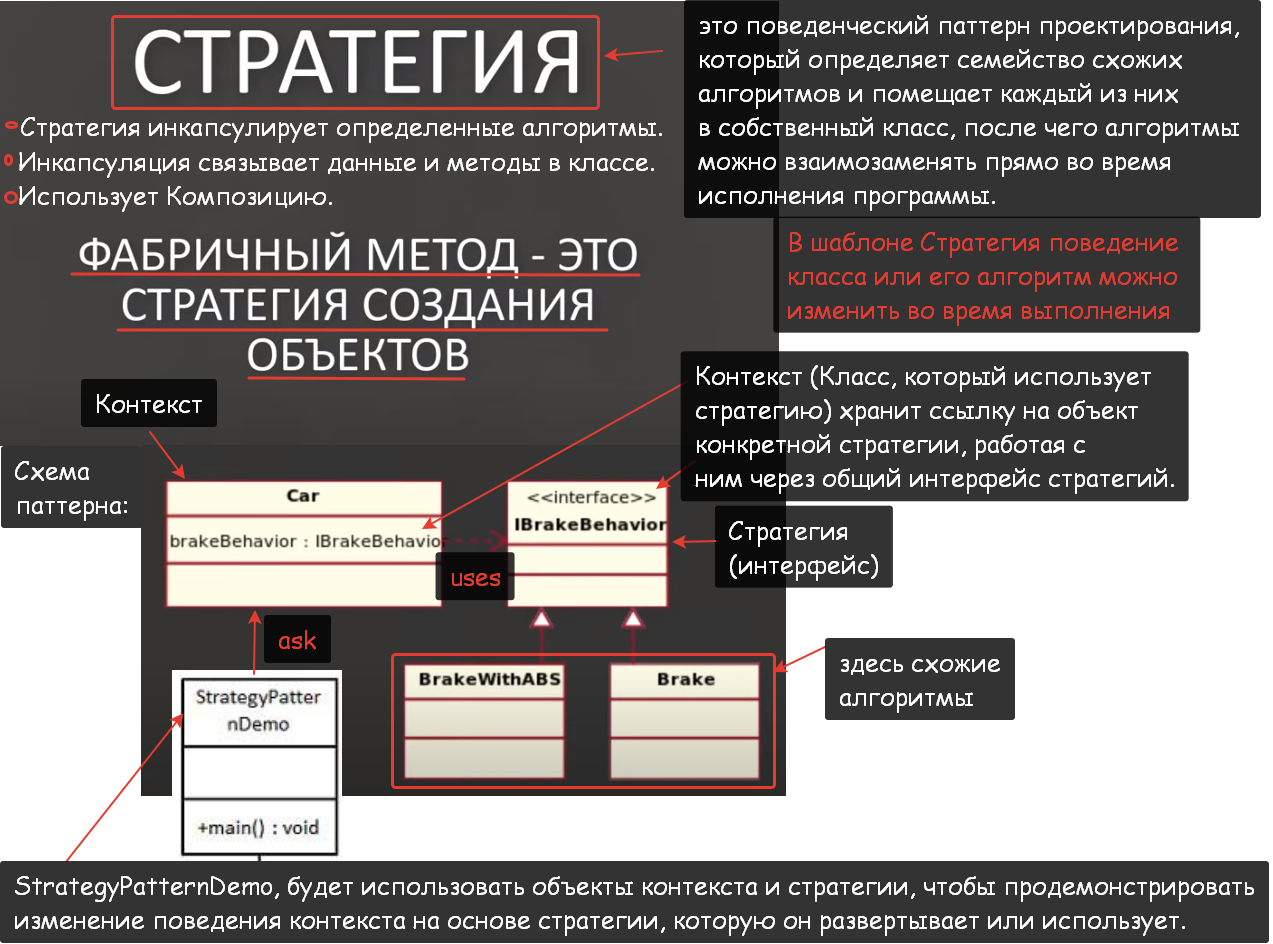 СТРАТЕГИЯ
это поведенческий паттерн проектирования,
который определяет семейство схожих
алгоритмов и помещает каждый из них
в собственный класс, после чего алгоритмы
можно взаимозаменять прямо во время
исполнения программы.
Стратегия инкапсулирует определенные алгоритмы.
Инкапсуляция связывает данные и методы в классе.
Использует Композицию.
В шаблоне Стратегия поведение
класса или его алгоритм можно
изменить во время выполнения
ФАБРИЧНЫЙ МЕТОД - ЭТО
СТРАТЕГИЯ СОЗДАНИЯ
ОБЪЕКТОВ
Контекст (Класс, который использует
стратегию) хранит ссылку на объект
конкретной стратегии, работая с
ним через общий интерфейс стратегий.
Контекст
Схема
паттерна:
Car
brakeBehavior : IBrakeBehavior
<<interface>>
IBrakeBehavior
Стратегия
(интерфейс)
uses
ask
BrakeWithABS
Brake
здесь схожие
алгоритмы
StrategyPatter
nDemo
+main() : void
StrategyPatternDemo, будет использовать объекты контекста и стратегии, чтобы продемонстрировать
изменение поведения контекста на основе стратегии, которую он развертывает или использует.